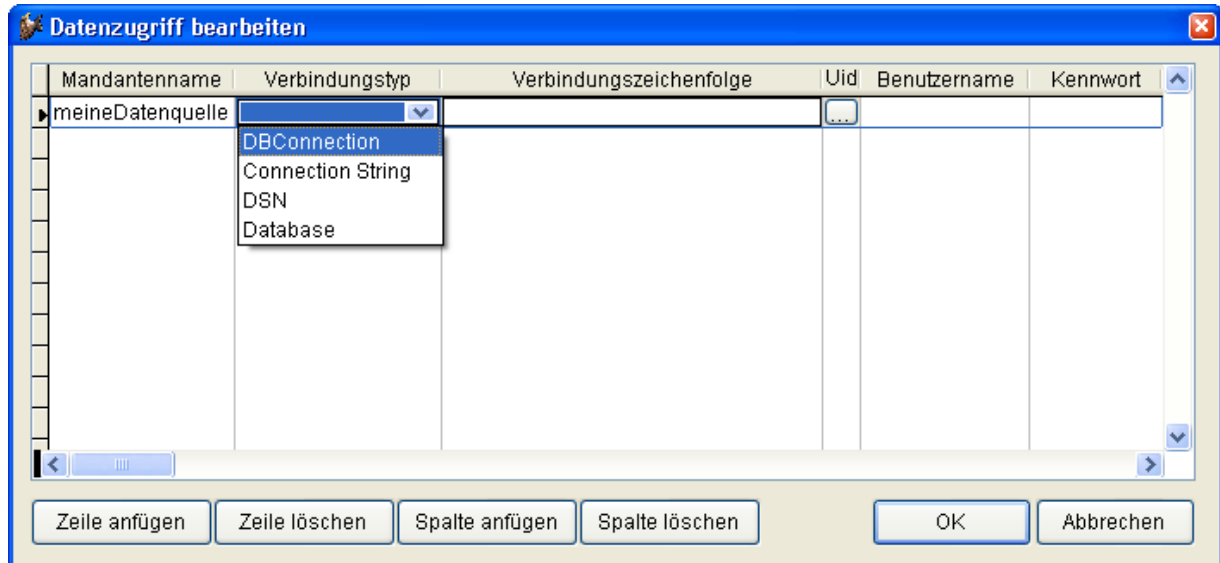 Datenzugriff bearbeiten
Mandantenname Verbindungstyp Verbindungszeichenfolge Uid Benutzername Kennwort
meineDatenquelle ...
DBConnection
Connection String
DSN
Database
Zeile anfügen Zeile löschen Spalte anfügen Spalte löschen OK Abbrechen